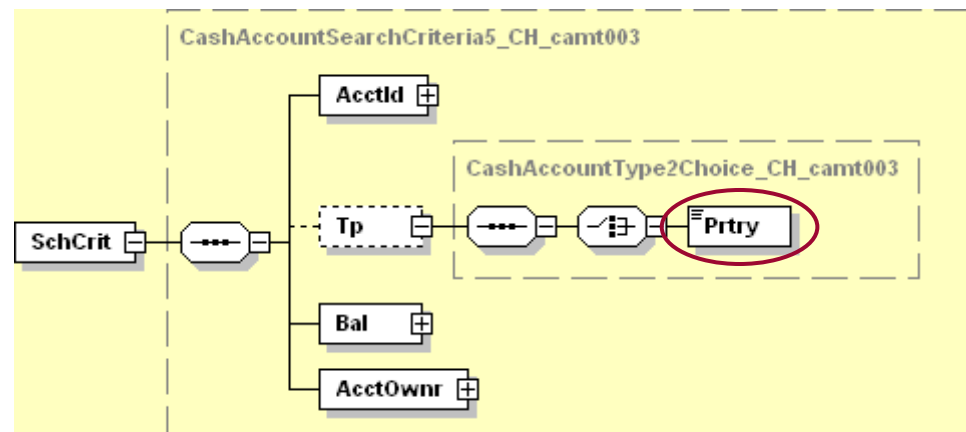 CashAccountSearchCriteria5_CH_camt003
AcctId
CashAccountType2Choice_CH_camt003
SchCrit
Tp
Prtry
Bal
AcctOwnr